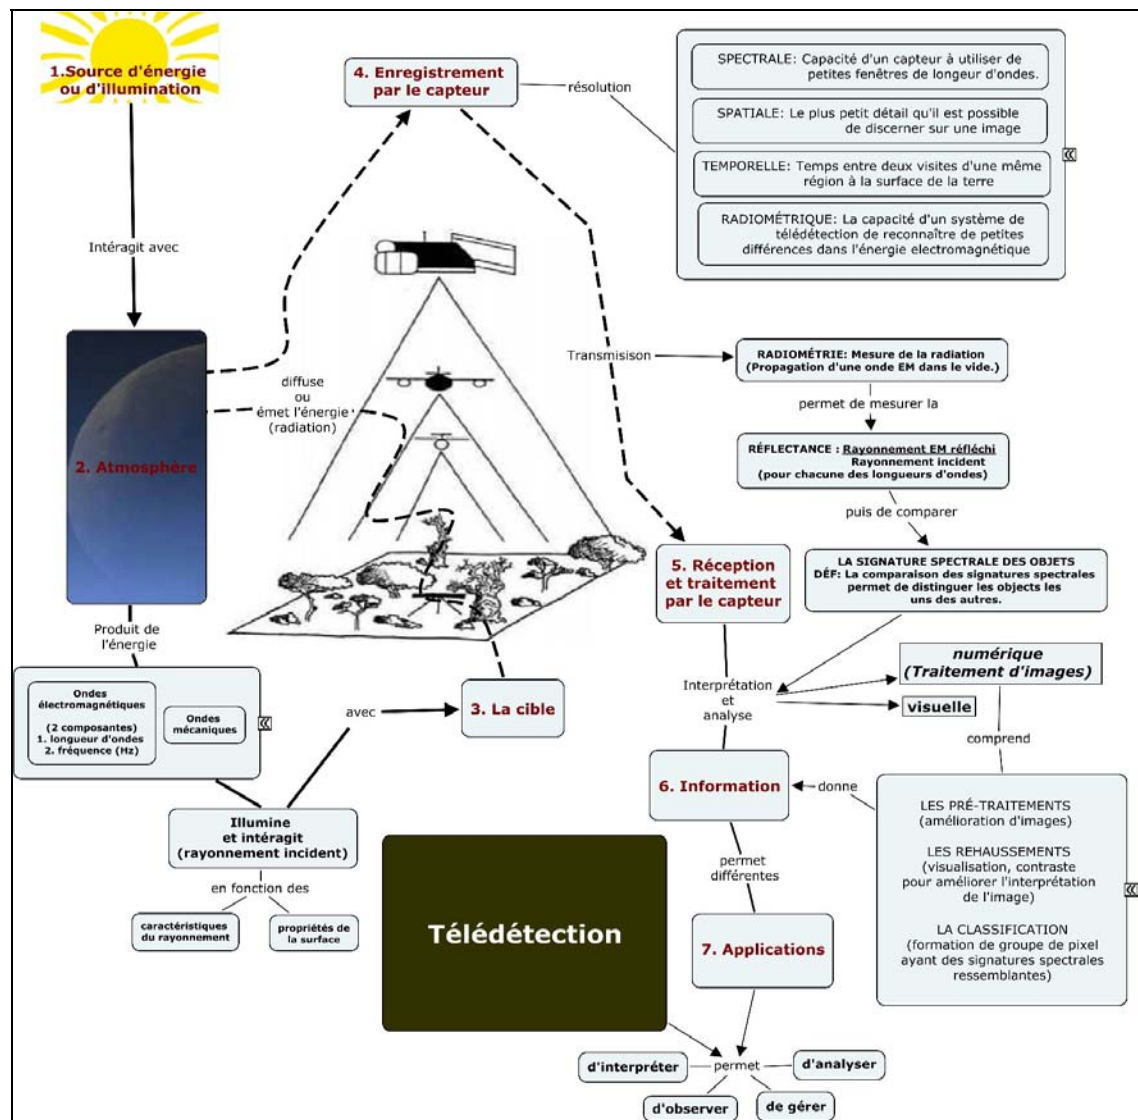 1.Source d'énergie
ou d'illumination
4. Enregistrement
par le capteur
résolution
SPECTRALE: Capacité d'un capteur à utiliser de
petites fenêtres de longeur d'ondes.
SPATIALE: Le plus petit détail qu'il est possible
de discerner sur une image
TEMPORELLE: Temps entre deux visites d'une même
région à la surface de la terre
RADIOMÉTRIQUE: La capacité d'un système de
télédétection de reconnaître de petites
différences dans l'énergie electromagnétique
Intéragit avec
2. Atmosphère
diffuse
ou
émet l'énergie
(radiation)
Transmisison
RADIOMÉTRIE: Mesure de la radiation
(Propagation d'une onde EM dans le vide.)
permet de mesurer la
RÉFLECTANCE : Rayonnement EM réfléchi
Rayonnement incident
(pour chacune des longueurs d'ondes)
puis de comparer
LA SIGNATURE SPECTRALE DES OBJETS
DÉF: La comparaison des signatures spectrales
permet de distinguer les objects les
uns des autres.
5. Réception
et traitement
par le capteur
Produit de
l'énergie
Ondes
électromagnétiques
(2 composantes)
1. longueur d'ondes
2. fréquence (Hz)
Ondes
mécaniques
avec
3. La cible
Interprétation
et
analyse
numérique
(Traitement d'images)
visuelle
comprend
Illumine
et intéragit
(rayonnement incident)
en fonction des
caractéristiques
du rayonnement
propriétés de
la surface
6. Information
donne
LES PRÉ-TRAITEMENTS
(amélioration d'images)
LES REHAUSSEMENTS
(visualisation, contraste
pour améliorer l'interprétation
de l'image)
LA CLASSIFICATION
(formation de groupe de pixel
ayant des signatures spectrales
ressemblantes)
permet
différentes
Télédétection
7. Applications
permet
d'interpréter
d'analyser
d'observer
de gérer